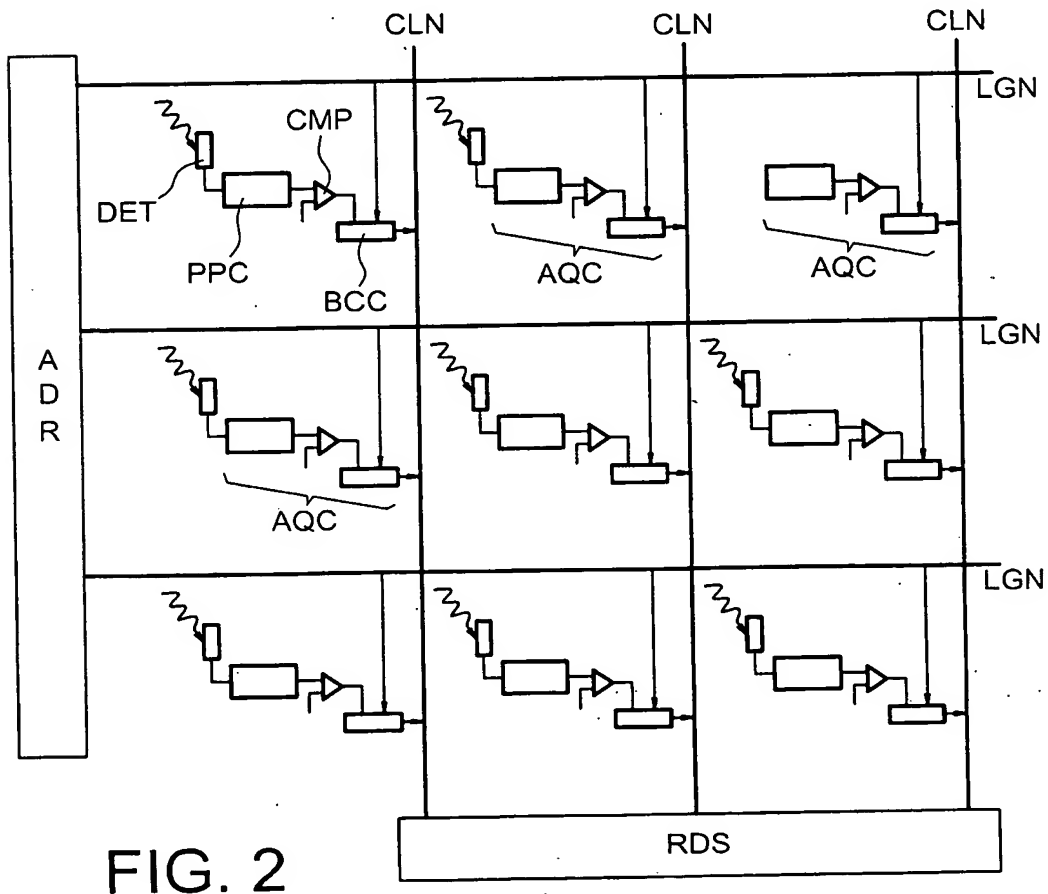 CLN CLN CLN
LGN
CMP
DET
PPC
BCC
AQC
AQC
LGN
A
D
R
AQC
LGN
RDS
FIG. 2